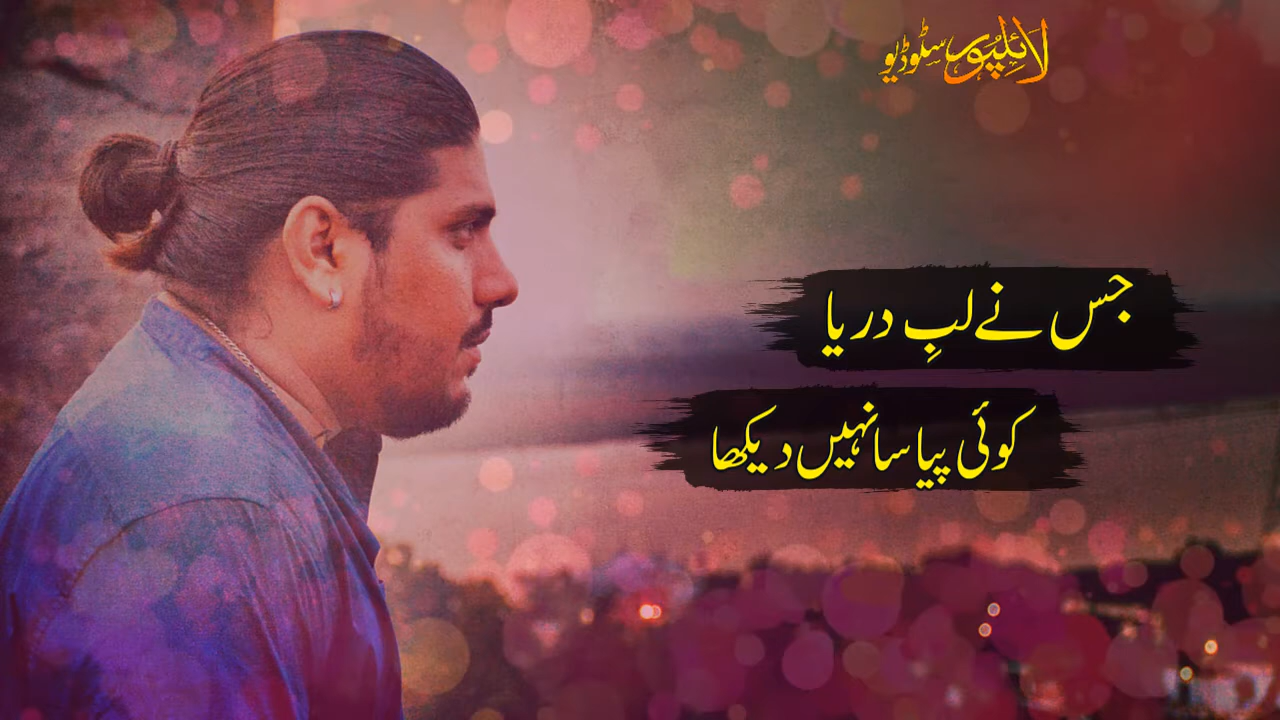 لائلپور سٹوڈیو
جس نے لبِ دریا
کوئی پیاسا نہیں دیکھا